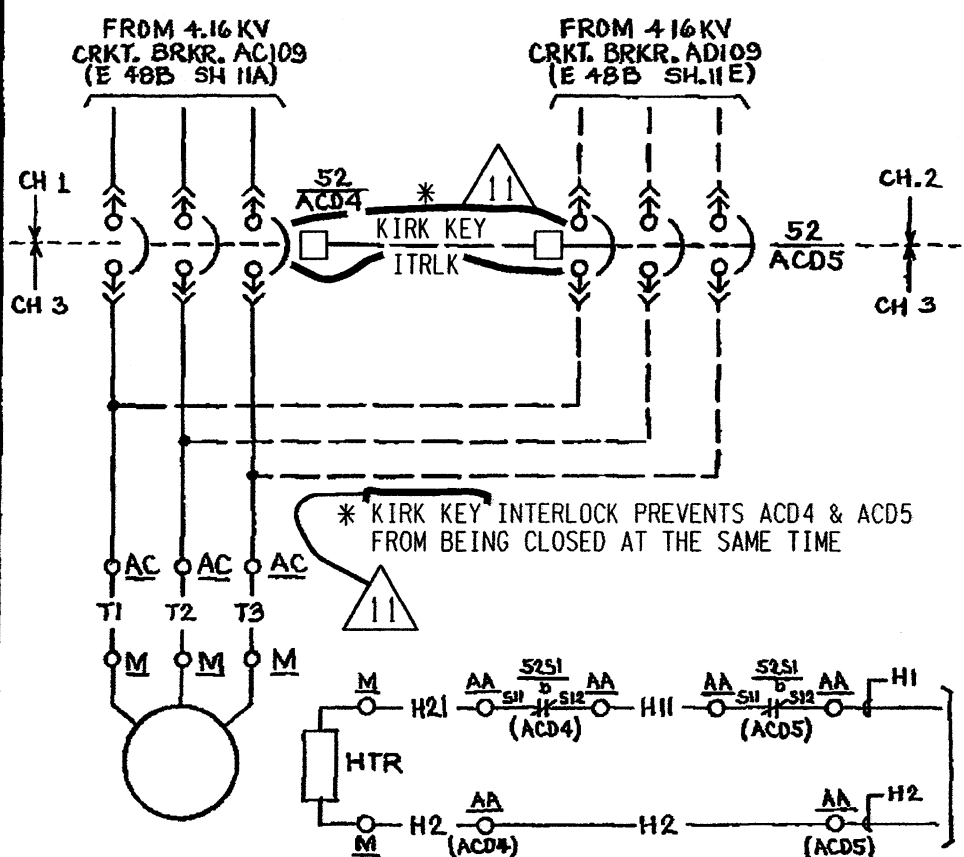 FROM 4.16 KV
CRKT. BRKR. AC109
(E 48B SH 11A)
FROM 4 16 KV
CRKT. BRKR. AD109
(E 48B SH. 11E)
CH 1
52
ACD4
*
11
CH.2
KIRK KEY
ITRLK
52
ACD5
CH 3
CH 3
* KIRK KEY INTERLOCK PREVENTS ACD4 & ACD5
FROM BEING CLOSED AT THE SAME TIME
11
AC AC AC
T1 T2 T3
M M M
M
H21
AA
52S1
b
S11 S12
(ACD4)
AA
H11
AA
52S1
b
S11 S12
(ACD5)
AA
H1
HTR
M
H2
AA
(ACD4)
H2
AA
(ACD5)
H2